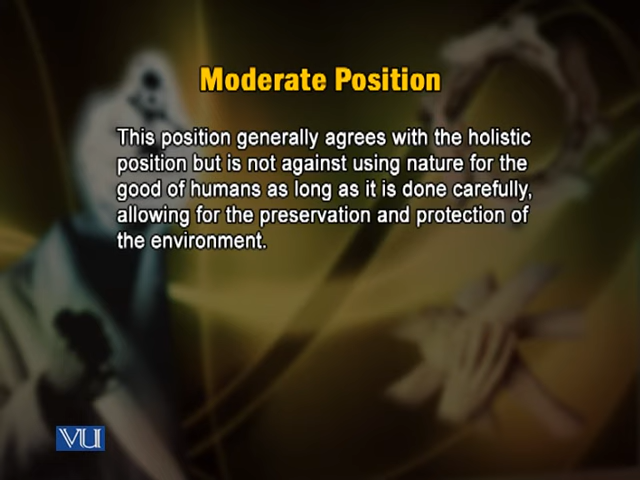 Moderate Position
This position generally agrees with the holistic
position but is not against using nature for the
good of humans as long as it is done carefully,
allowing for the preservation and protection of
the environment.
VU